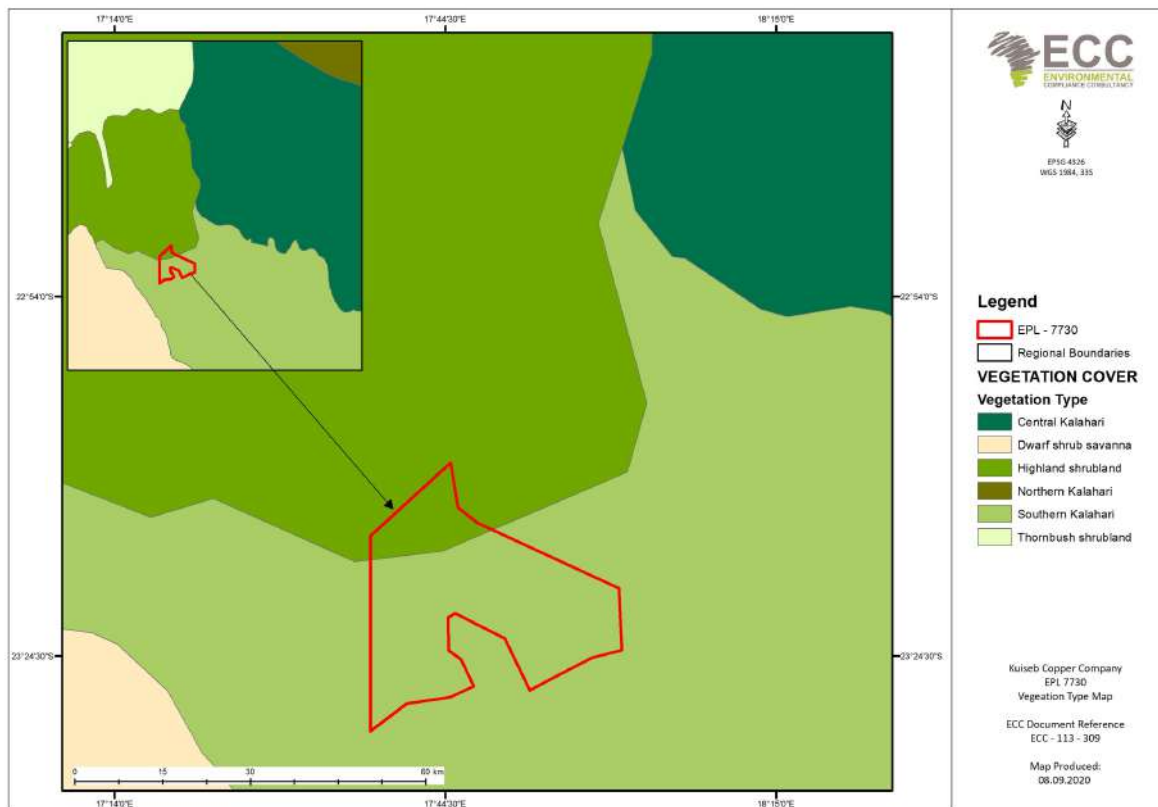 17°14'0"E
17°44'30"E
18°15'0"E
22°54'0"S
22°54'0"S
23°24'30"S
23°24'30"S
0
15
30
60 km
17°14'0"E
17°44'30"E
18°15'0"E
ECC
ENVIRONMENTAL
COMPLIANCE CONSULTANCY
N
EPSG 4326
WGS 1984, 33S
Legend
EPL - 7730
Regional Boundaries
VEGETATION COVER
Vegetation Type
Central Kalahari
Dwarf shrub savanna
Highland shrubland
Northern Kalahari
Southern Kalahari
Thornbush shrubland
Kuiseb Copper Company
EPL 7730
Vegeation Type Map
ECC Document Reference
ECC - 113 - 309
Map Produced:
08.09.2020